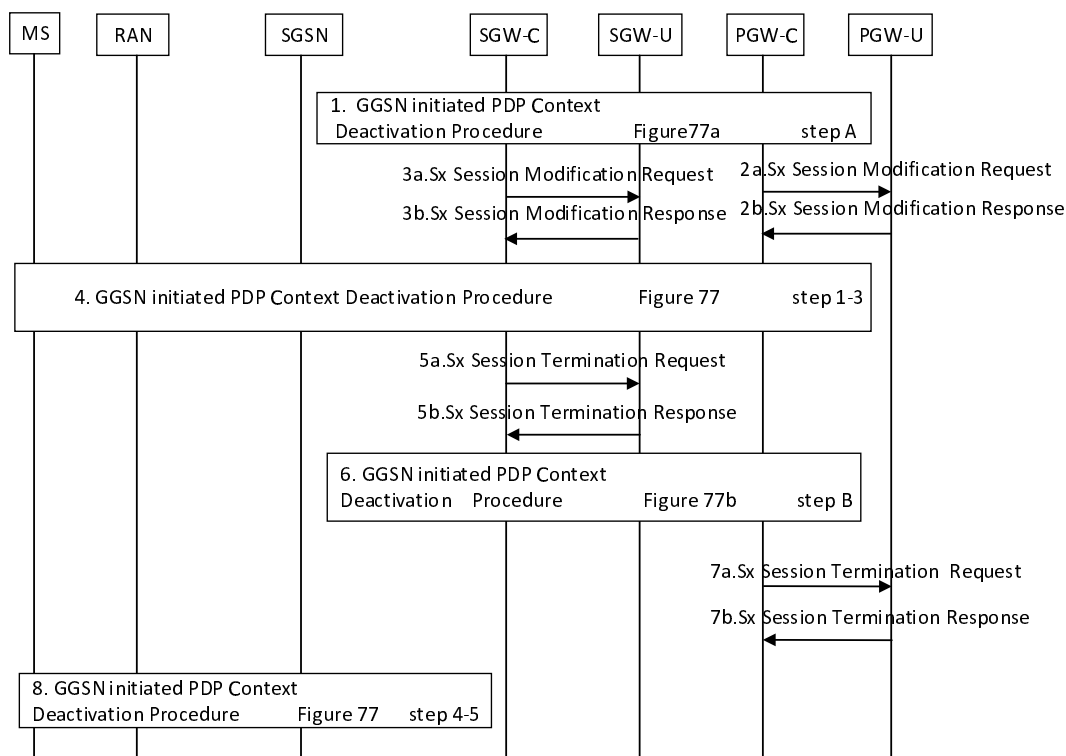 MS RAN SGSN SGW-C SGW-U PGW-C PGW-U
1. GGSN initiated PDP Context
Deactivation Procedure Figure77a step A
3a.Sx Session Modification Request
2a.Sx Session Modification Request
3b.Sx Session Modification Response
2b.Sx Session Modification Response
4. GGSN initiated PDP Context Deactivation Procedure Figure 77 step 1-3
5a.Sx Session Termination Request
5b.Sx Session Termination Response
6. GGSN initiated PDP Context
Deactivation Procedure Figure 77b step B
7a.Sx Session Termination Request
7b.Sx Session Termination Response
8. GGSN initiated PDP Context
Deactivation Procedure Figure 77 step 4-5